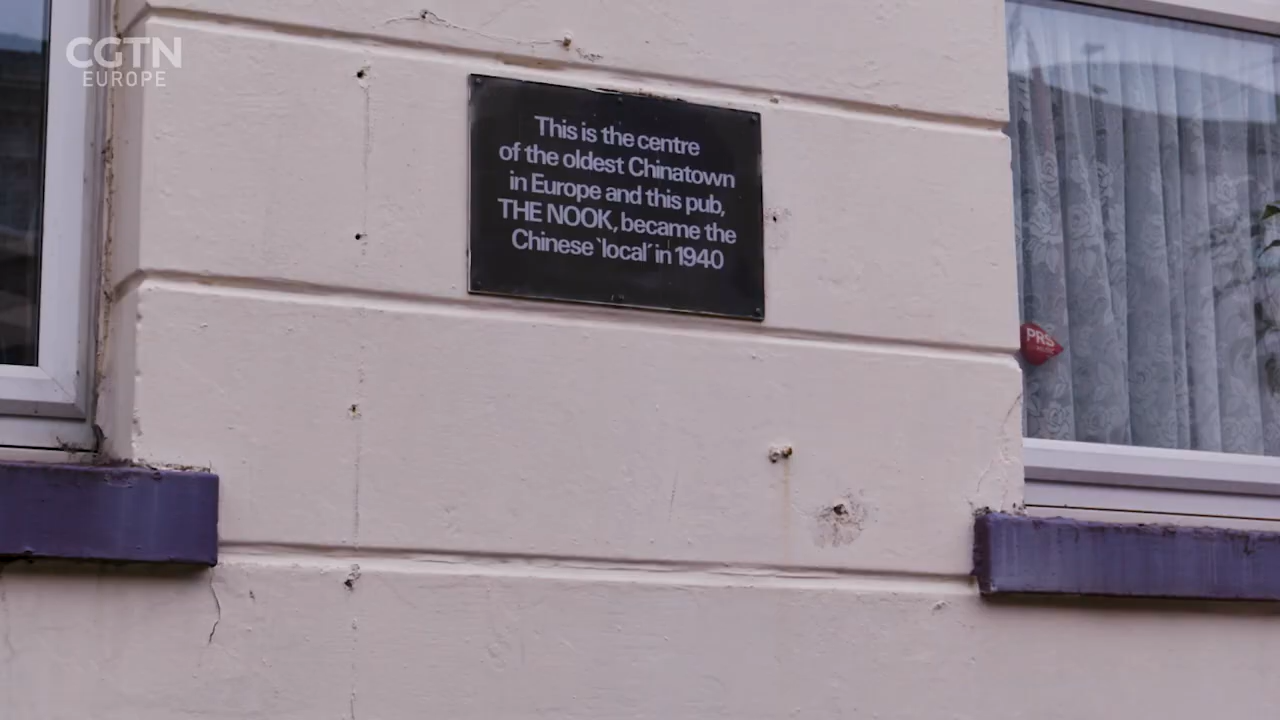 CGTN
EUROPE
This is the centre
of the oldest Chinatown
in Europe and this pub,
THE NOOK, became the
Chinese `local´ in 1940
PRS